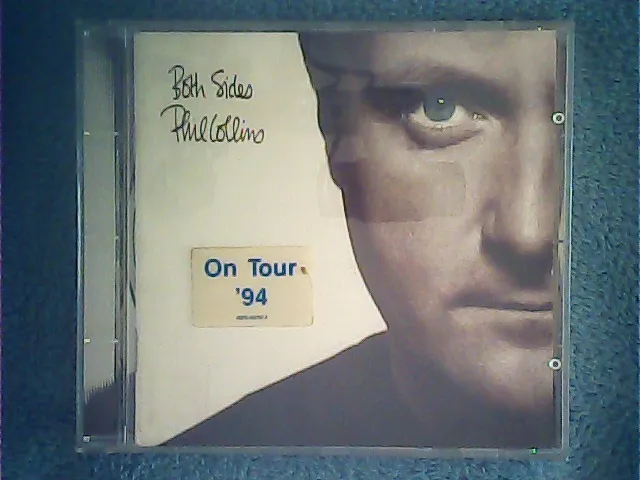 Both Sides
Phil Collins
On Tour
'94